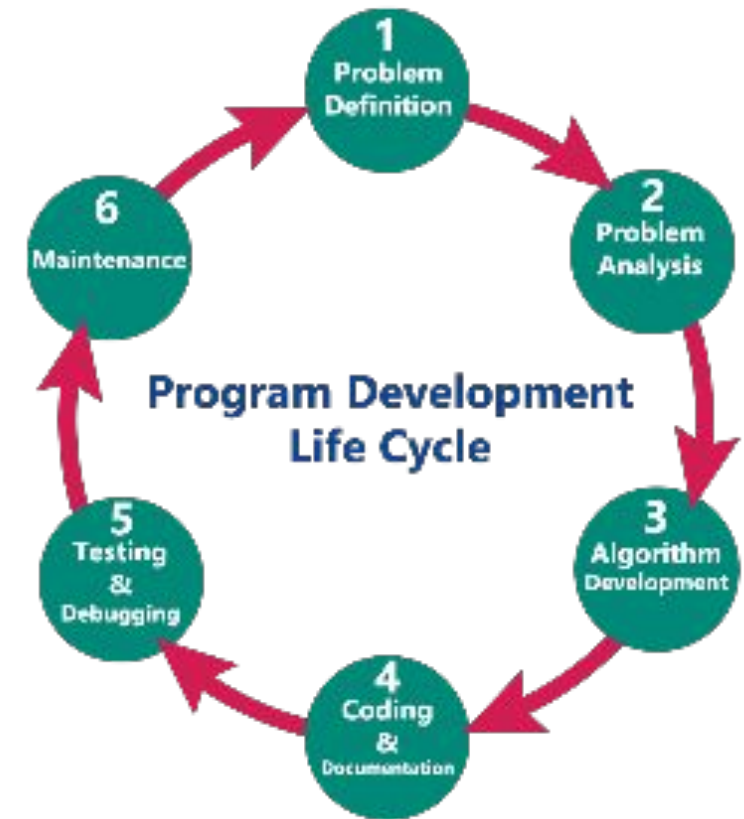 1
Problem
Definition
2
Problem
Analysis
3
Algorithm
Development
4
Coding
&
Documentation
5
Testing
&
Debugging
6
Maintenance
Program Development
Life Cycle